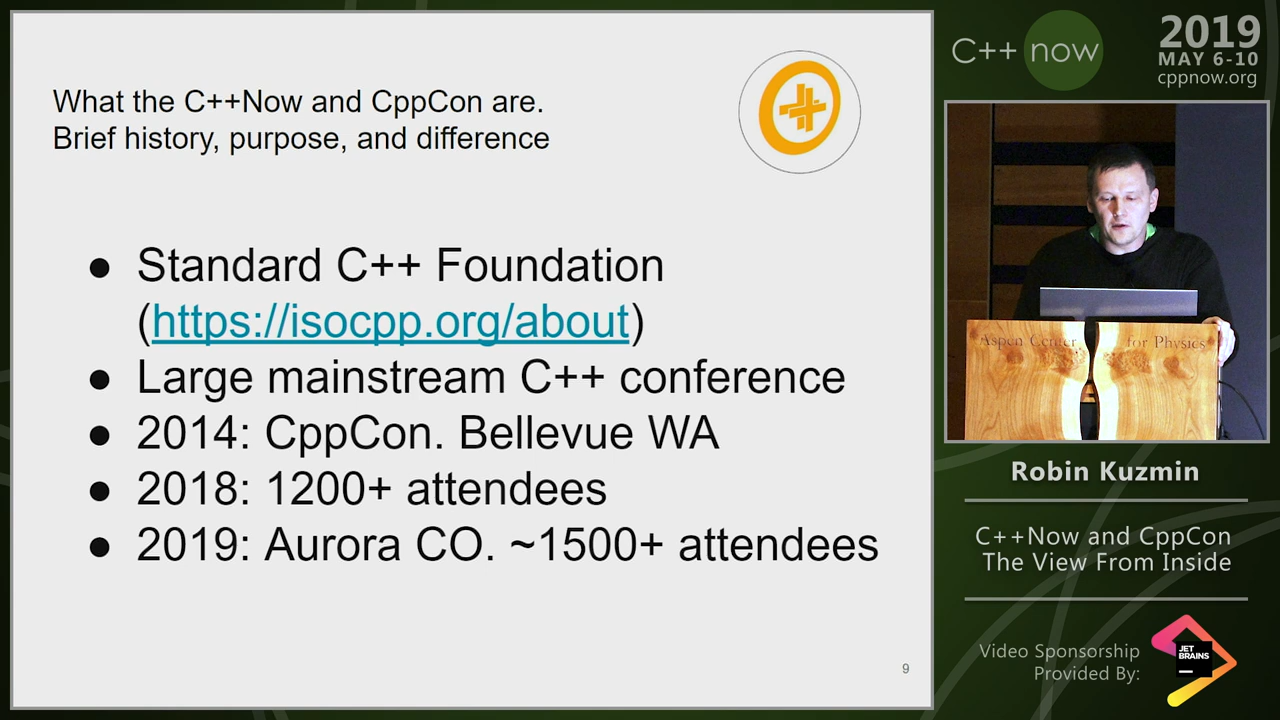 What the C++Now and CppCon are.
Brief history, purpose, and difference
● Standard C++ Foundation
(https://isocpp.org/about)
● Large mainstream C++ conference
● 2014: CppCon. Bellevue WA
● 2018: 1200+ attendees
● 2019: Aurora CO. ~1500+ attendees
9
C++ now
2019
MAY 6-10
cppnow.org
Aspen Center for Physics
Robin Kuzmin
C++Now and CppCon
The View From Inside
Video Sponsorship
Provided By:
JET
BRAINS